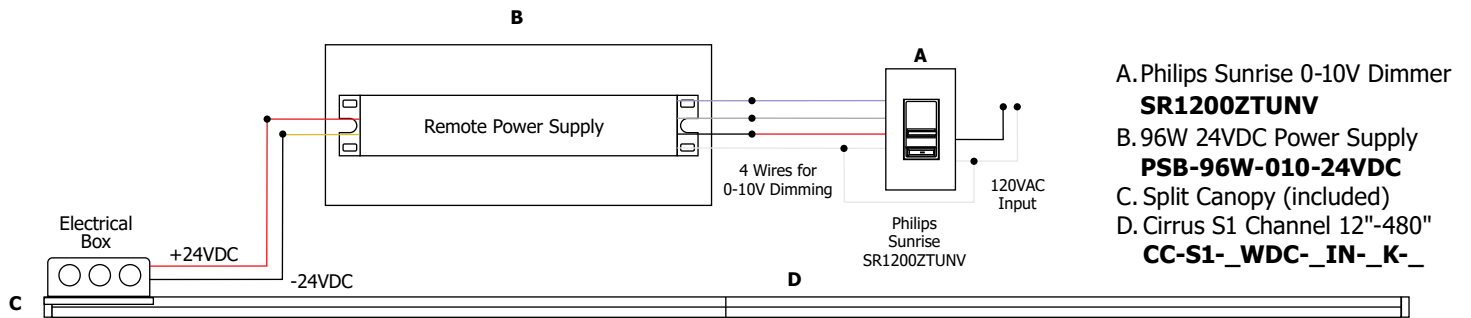 B
A
Remote Power Supply
4 Wires for
0-10V Dimming
120VAC
Input
Philips
Sunrise
SR1200ZTUNV
Electrical
Box
+24VDC
-24VDC
C
D
A. Philips Sunrise 0-10V Dimmer
SR1200ZTUNV
B. 96W 24VDC Power Supply
PSB-96W-010-24VDC
C. Split Canopy (included)
D. Cirrus S1 Channel 12"-480"
CC-S1-_WDC-_IN-_K-_